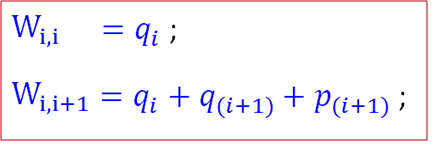 W_{i,i} = q_i ;
W_{i,i+1} = q_i + q_{(i+1)} + p_{(i+1)} ;